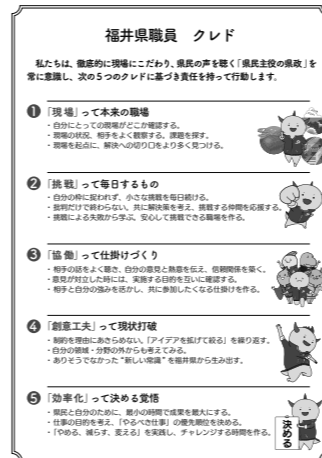 福井県職員 クレド
私たちは、徹底的に現場にこだわり、県民の声を聴く「県民主役の県政」を
常に意識し、次の5つのクレドに基づき責任を持って行動します。
❶「現場」って本来の職場
・自分にとっての現場がどこか確認する。
・現場の状況、相手をよく観察する。課題を探す。
・現場を起点に、解決への切り口をより多く見つける。
❷「挑戦」って毎日するもの
・自分の枠に捉われず、小さな挑戦を毎日続ける。
・批判だけで終わらない。共に解決策を考え、挑戦する仲間を応援する。
・挑戦による失敗から学ぶ、安心して挑戦できる職場を作る。
❸「協働」って仕掛けづくり
・相手の話をよく聴き、自分の意見と熱意を伝え、信頼関係を築く。
・意見が対立した時には、実施する目的を互いに確認する。
・相手と自分の強みを活かし、共に参加したくなる仕掛けを作る。
❹「創意工夫」って現状打破
・制約を理由にあきらめない。「アイデアを拡げて絞る」を繰り返す。
・自分の領域・分野の外からも考えてみる。
・ありそうでなかった“新しい常識”を福井県から生み出す。
❺「効率化」って決める覚悟
・県民と自分のために、最小の時間で成果を最大にする。
・仕事の目的を考え、「やるべき仕事」の優先順位を決める。
・「やめる、減らす、変える」を実践し、チャレンジする時間を作る。
決める